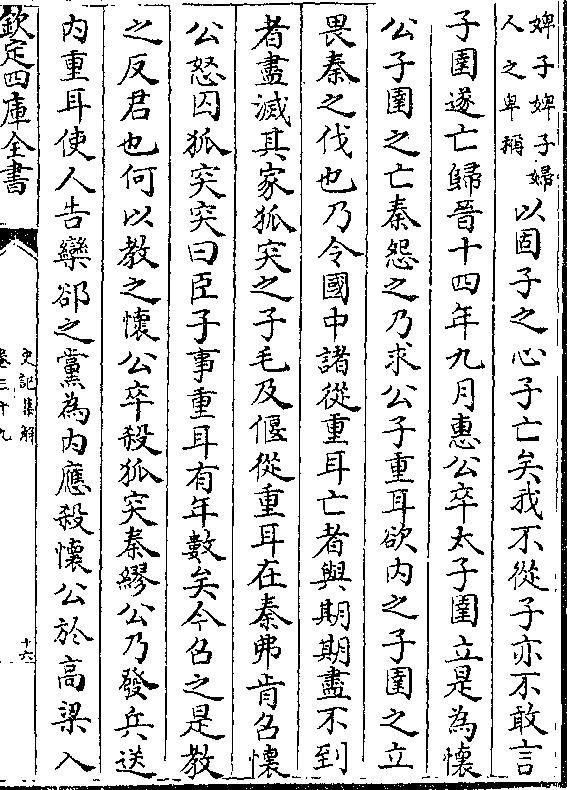 婢子婢子婦
人之卑稱
以固子之心子亡矣我不從子亦不敢言
子圉遂亡歸晉十四年九月惠公卒太子圉立是為懷
公子圉之亡秦怨之乃求公子重耳欲内之子圉之立
畏秦之伐也乃令國中諸從重耳亡者與期期盡不到
者盡滅其家狐突之子毛及偃從重耳在秦弗肯召懷
公怒囚狐突突曰臣子事重耳有年數矣今召之是教
之反君也何以教之懷公卒殺狐突秦繆公乃發兵送
内重耳使人告欒郤之黨為内應殺懷公於高梁入
欽定四庫全書
史記集解
卷三十九
十六